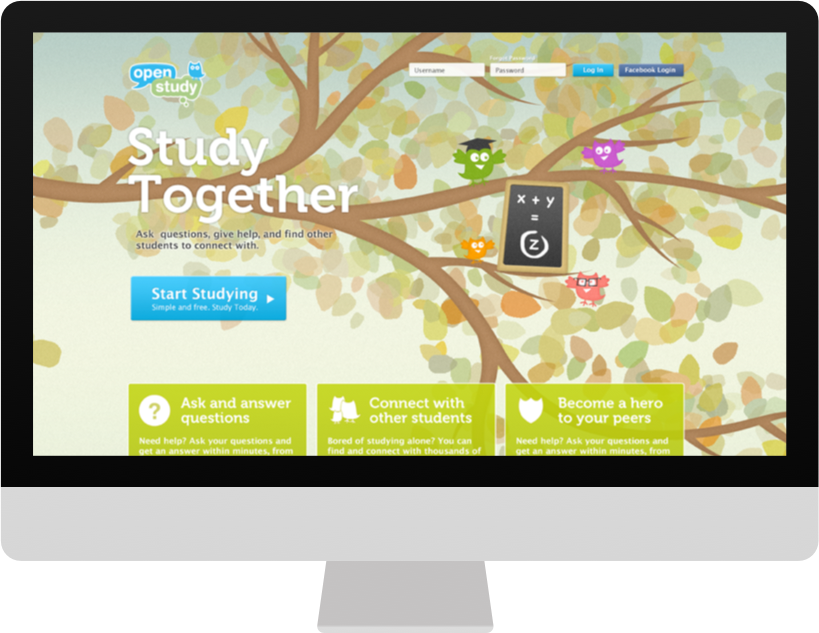 open
study
Forgot Password?
Username
Password
Log In
Facebook Login
Study
Together
Ask questions, give help, and find other
students to connect with.
x + y
=
z
Start Studying
Simple and free. Study Today.
?
Ask and answer
questions
Need help? Ask your questions and
get an answer within minutes, from
Connect with
other students
Bored of studying alone? You can
find and connect with thousands of
Become a hero
to your peers
Need help? Ask your questions and
get an answer within minutes, from